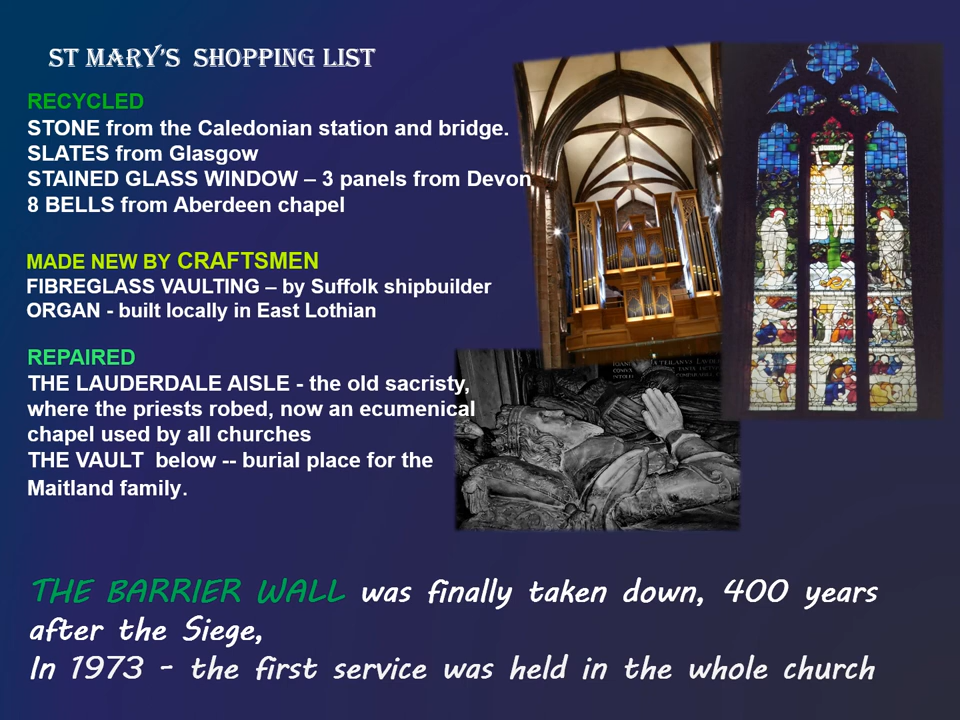 ST MARY'S SHOPPING LIST
RECYCLED
STONE from the Caledonian station and bridge.
SLATES from Glasgow
STAINED GLASS WINDOW – 3 panels from Devon
8 BELLS from Aberdeen chapel
MADE NEW BY CRAFTSMEN
FIBREGLASS VAULTING – by Suffolk shipbuilder
ORGAN - built locally in East Lothian
REPAIRED
THE LAUDERDALE AISLE - the old sacristy,
where the priests robed, now an ecumenical
chapel used by all churches
THE VAULT below -- burial place for the
Maitland family.
THE BARRIER WALL was finally taken down, 400 years
after the Siege,
In 1973 - the first service was held in the whole church